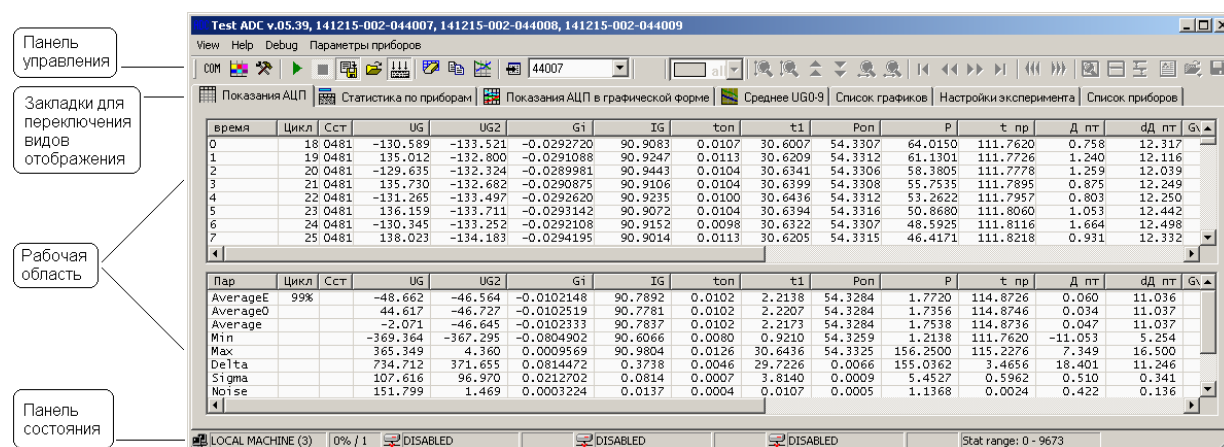 Панель управления
Закладки для переключения видов отображения
Рабочая область
Панель состояния
Test ADC v.05.39, 141215-002-044007, 141215-002-044008, 141215-002-044009
View Help Debug Параметры приборов
COM 44007 all
Показания АЦП Статистика по приборам Показания АЦП в графической форме Среднее UG0-9 Список графиков Настройки эксперимента Список приборов
время Цикл Сст UG UG2 Gi IG ton t1 Pon P t пр Д пт dД пт
0 18 0481 -130.589 -133.521 -0.0292720 90.9083 0.0107 30.6007 54.3307 64.0150 111.7620 0.758 12.317
1 19 0481 135.012 -132.800 -0.0291088 90.9247 0.0113 30.6209 54.3312 61.1301 111.7726 1.240 12.116
2 20 0481 -129.635 -132.324 -0.0289981 90.9443 0.0104 30.6341 54.3306 58.3805 111.7778 1.259 12.039
3 21 0481 135.730 -132.682 -0.0290875 90.9106 0.0104 30.6399 54.3308 55.7535 111.7895 0.875 12.249
4 22 0481 -131.265 -133.497 -0.0292620 90.9235 0.0100 30.6436 54.3312 53.2622 111.7957 0.803 12.250
5 23 0481 136.159 -133.711 -0.0293142 90.9072 0.0104 30.6394 54.3316 50.8680 111.8060 1.053 12.442
6 24 0481 -130.345 -133.252 -0.0292108 90.9152 0.0098 30.6322 54.3307 48.5925 111.8116 1.664 12.498
7 25 0481 138.023 -134.183 -0.0294195 90.9014 0.0113 30.6205 54.3315 46.4171 111.8218 0.931 12.332
Пар Цикл Сст UG UG2 Gi IG ton t1 Pon P t пр Д пт dД пт
AverageE 99% -48.662 -46.564 -0.0102148 90.7892 0.0102 2.2138 54.3284 1.7720 114.8726 0.060 11.036
AverageO 44.617 -46.727 -0.0102519 90.7781 0.0102 2.2207 54.3284 1.7356 114.8746 0.034 11.037
Average -2.071 -46.645 -0.0102333 90.7837 0.0102 2.2173 54.3284 1.7538 114.8736 0.047 11.037
Min -369.364 -367.295 -0.0804902 90.6066 0.0080 0.9210 54.3259 1.2138 111.7620 -11.053 5.254
Max 365.349 4.360 0.0009569 90.9804 0.0126 30.6436 54.3325 156.2500 115.2276 7.349 16.500
Delta 734.712 371.655 0.0814472 0.3738 0.0046 29.7226 0.0066 155.0362 3.4656 18.401 11.246
Sigma 107.616 96.970 0.0212702 0.0814 0.0007 3.8140 0.0009 5.4527 0.5962 0.510 0.341
Noise 151.799 1.469 0.0003224 0.0137 0.0004 0.0107 0.0005 1.1368 0.0024 0.422 0.136
LOCAL MACHINE (3) 0% / 1 DISABLED DISABLED DISABLED Stat range: 0 - 9673